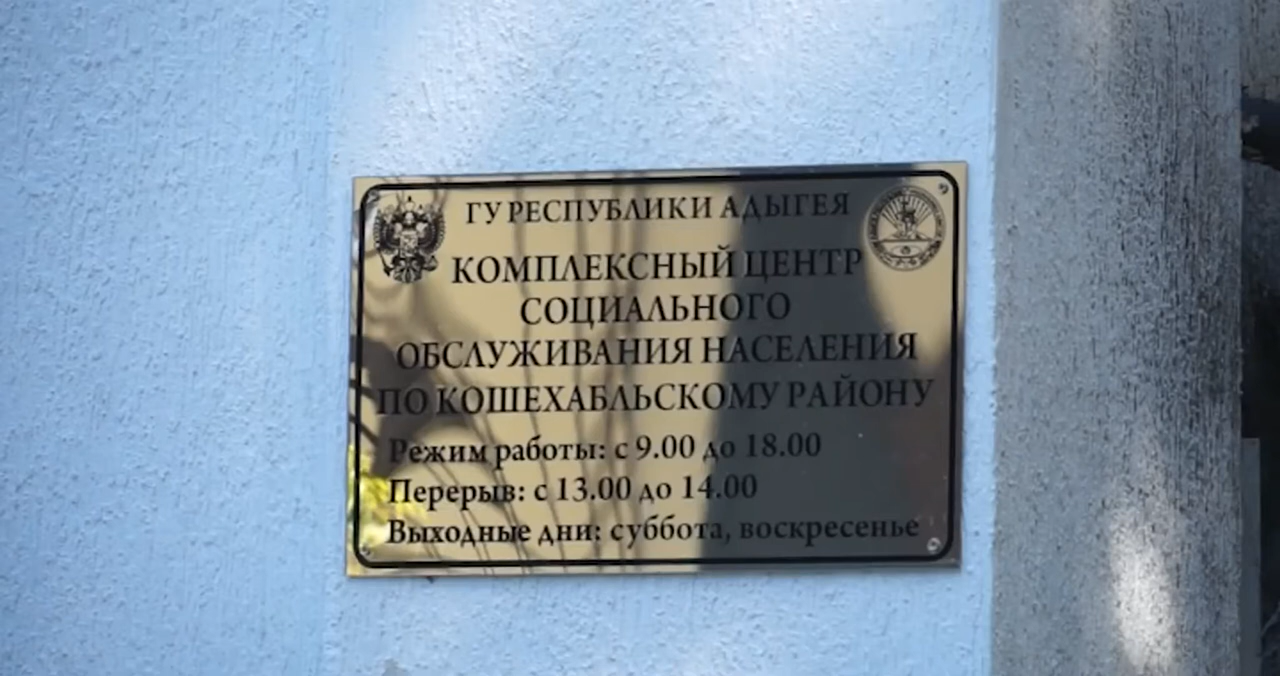 ГУ РЕСПУБЛИКИ АДЫГЕЯ
КОМПЛЕКСНЫЙ ЦЕНТР
СОЦИАЛЬНОГО
ОБСЛУЖИВАНИЯ НАСЕЛЕНИЯ
ПО КОШЕХАБЛЬСКОМУ РАЙОНУ
Режим работы: с 9.00 до 18.00
Перерыв: с 13.00 до 14.00
Выходные дни: суббота, воскресенье